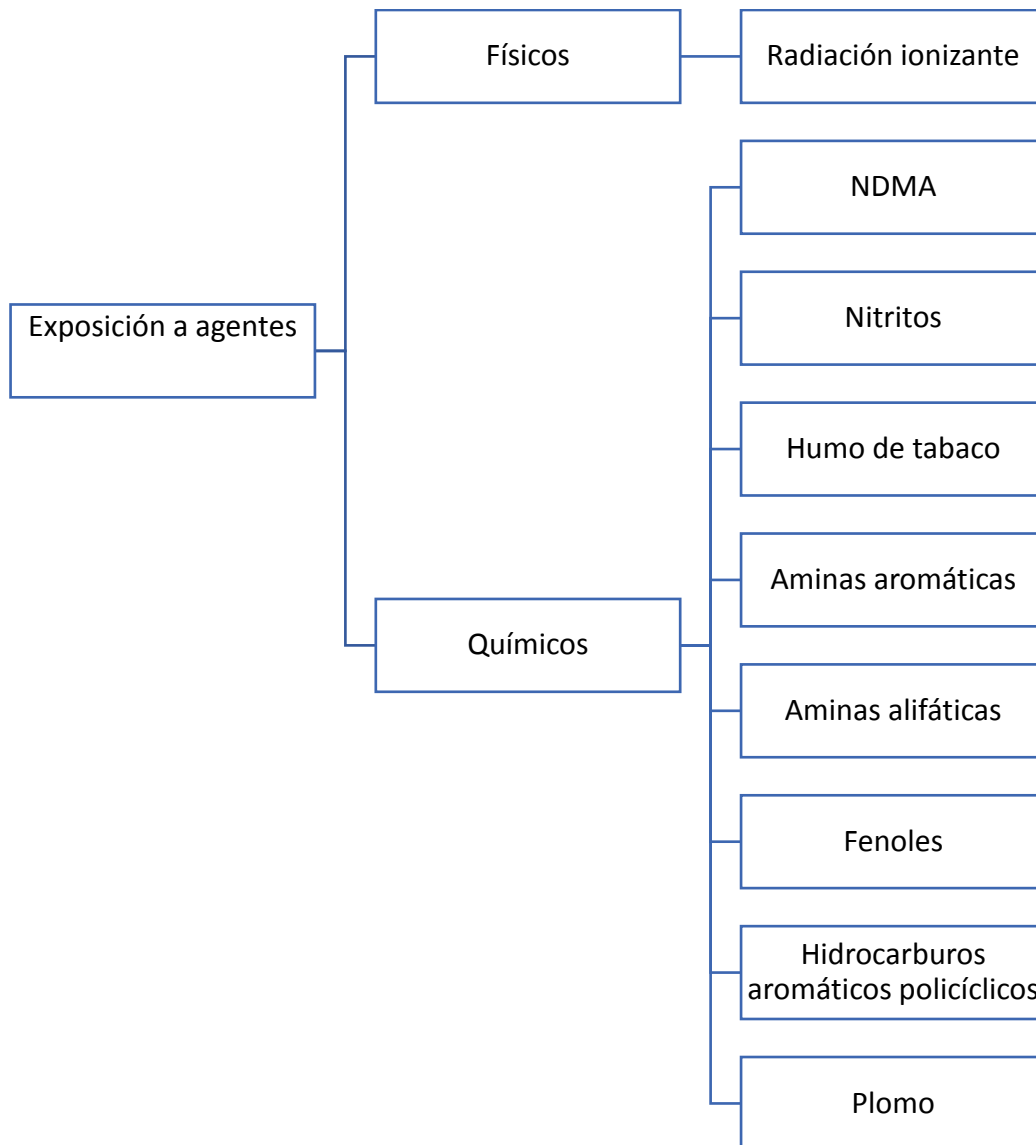 Físicos
Radiación ionizante
NDMA
Nitritos
Exposición a agentes
Humo de tabaco
Aminas aromáticas
Químicos
Aminas alifáticas
Fenoles
Hidrocarburos
aromáticos policíclicos
Plomo